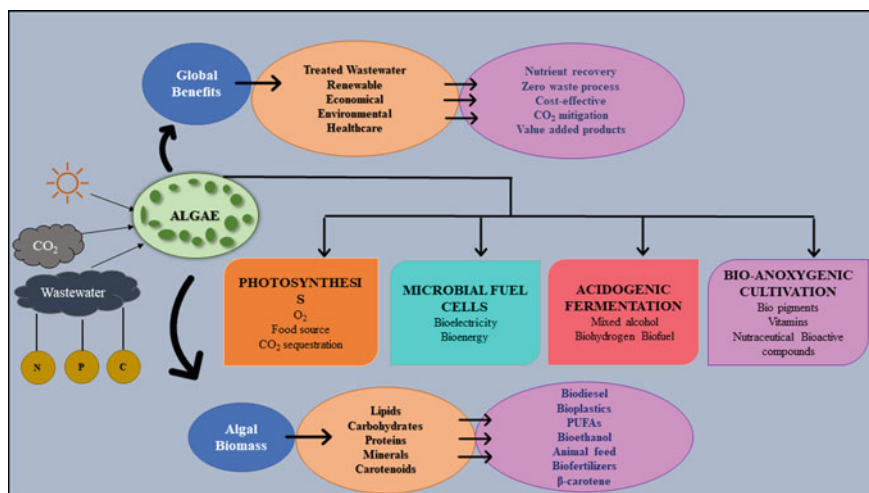 Global
Benefits
Treated Wastewater
Renewable
Economical
Environmental
Healthcare
Nutrient recovery
Zero waste process
Cost-effective
CO₂ mitigation
Value added products
ALGAE
CO₂
Wastewater
N P C
PHOTOSYNTHESI
S
O₂
Food source
CO₂ sequestration
MICROBIAL FUEL
CELLS
Bioelectricity
Bioenergy
ACIDOGENIC
FERMENTATION
Mixed alcohol
Biohydrogen Biofuel
BIO-ANOXYGENIC
CULTIVATION
Bio pigments
Vitamins
Nutraceutical Bioactive
compounds
Algal
Biomass
Lipids
Carbohydrates
Proteins
Minerals
Carotenoids
Biodiesel
Bioplastics
PUFAs
Bioethanol
Animal feed
Biofertilizers
β-carotene